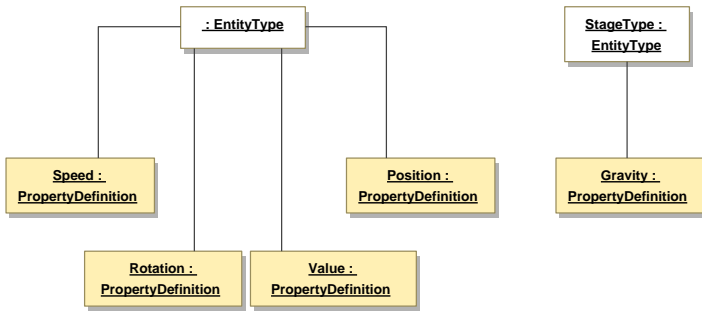 : EntityType
StageType :
EntityType
Speed :
PropertyDefinition
Position :
PropertyDefinition
Gravity :
PropertyDefinition
Rotation :
PropertyDefinition
Value :
PropertyDefinition